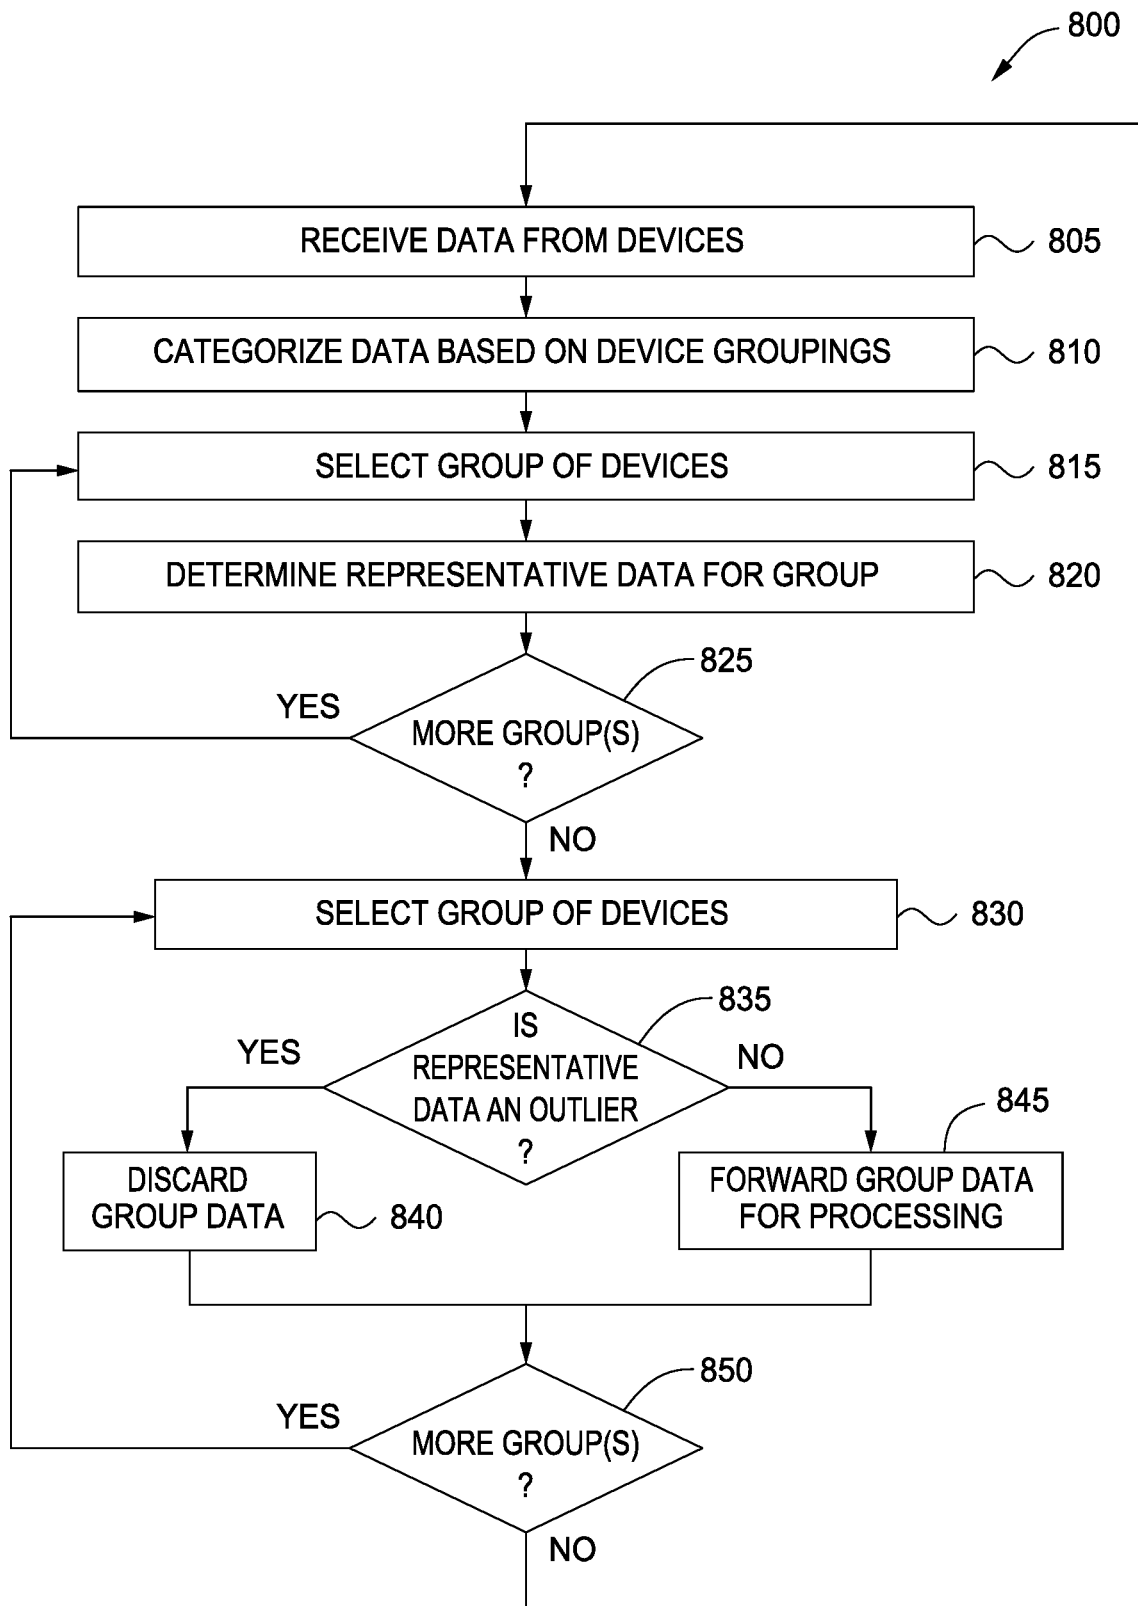 800
RECEIVE DATA FROM DEVICES
805
CATEGORIZE DATA BASED ON DEVICE GROUPINGS
810
SELECT GROUP OF DEVICES
815
DETERMINE REPRESENTATIVE DATA FOR GROUP
820
825
YES
MORE GROUP(S)
?
NO
SELECT GROUP OF DEVICES
830
835
IS
REPRESENTATIVE
DATA AN OUTLIER
?
YES
NO
DISCARD
GROUP DATA
840
845
FORWARD GROUP DATA
FOR PROCESSING
850
YES
MORE GROUP(S)
?
NO